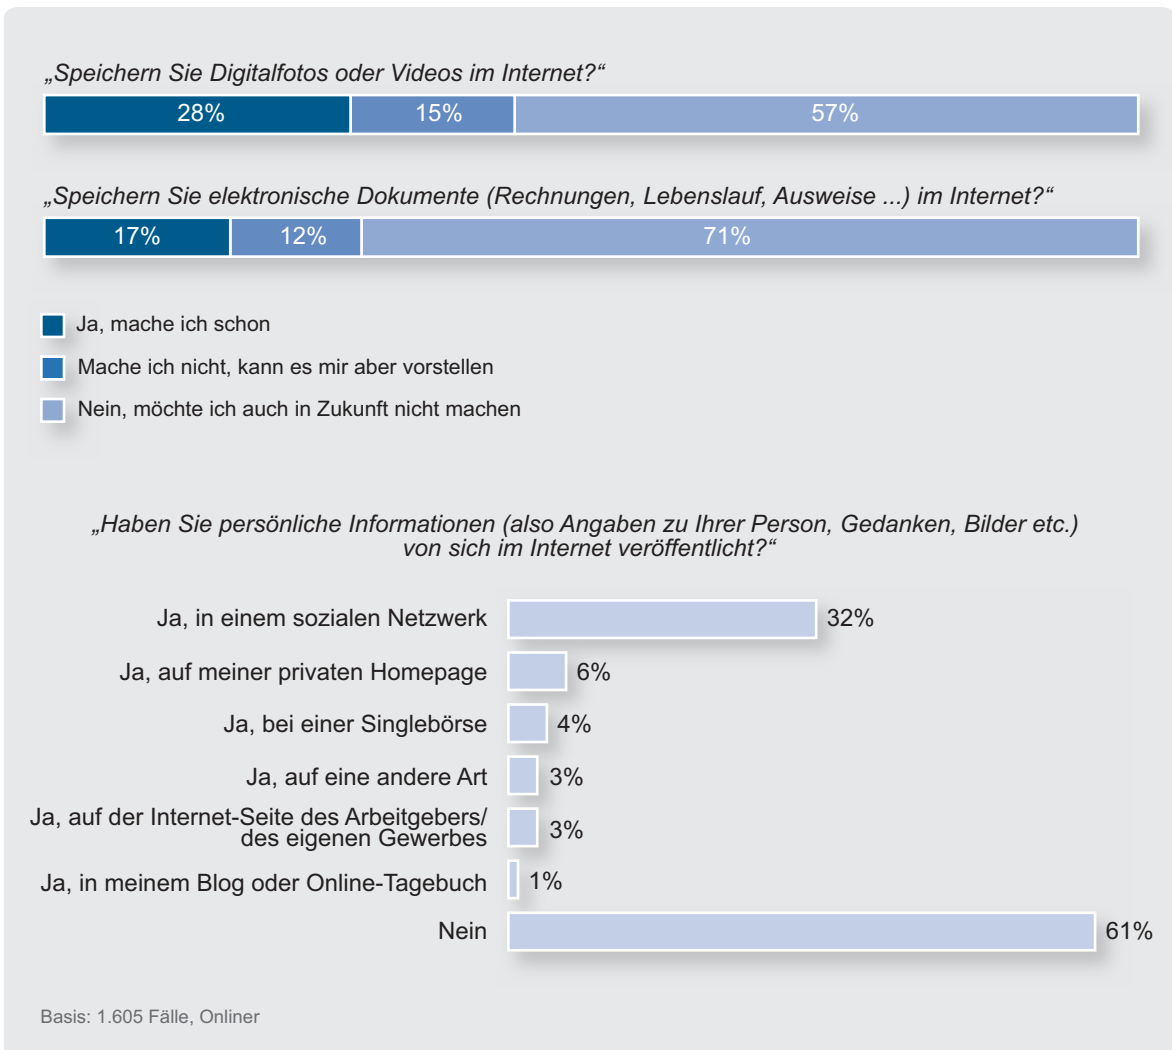 „Speichern Sie Digitalfotos oder Videos im Internet?“
28% 15% 57%
„Speichern Sie elektronische Dokumente (Rechnungen, Lebenslauf, Ausweise ...) im Internet?“
17% 12% 71%
Ja, mache ich schon
Mache ich nicht, kann es mir aber vorstellen
Nein, möchte ich auch in Zukunft nicht machen
„Haben Sie persönliche Informationen (also Angaben zu Ihrer Person, Gedanken, Bilder etc.)
von sich im Internet veröffentlicht?“
Ja, in einem sozialen Netzwerk 32%
Ja, auf meiner privaten Homepage 6%
Ja, bei einer Singlebörse 4%
Ja, auf eine andere Art 3%
Ja, auf der Internet-Seite des Arbeitgebers/
des eigenen Gewerbes 3%
Ja, in meinem Blog oder Online-Tagebuch 1%
Nein 61%
Basis: 1.605 Fälle, Onliner